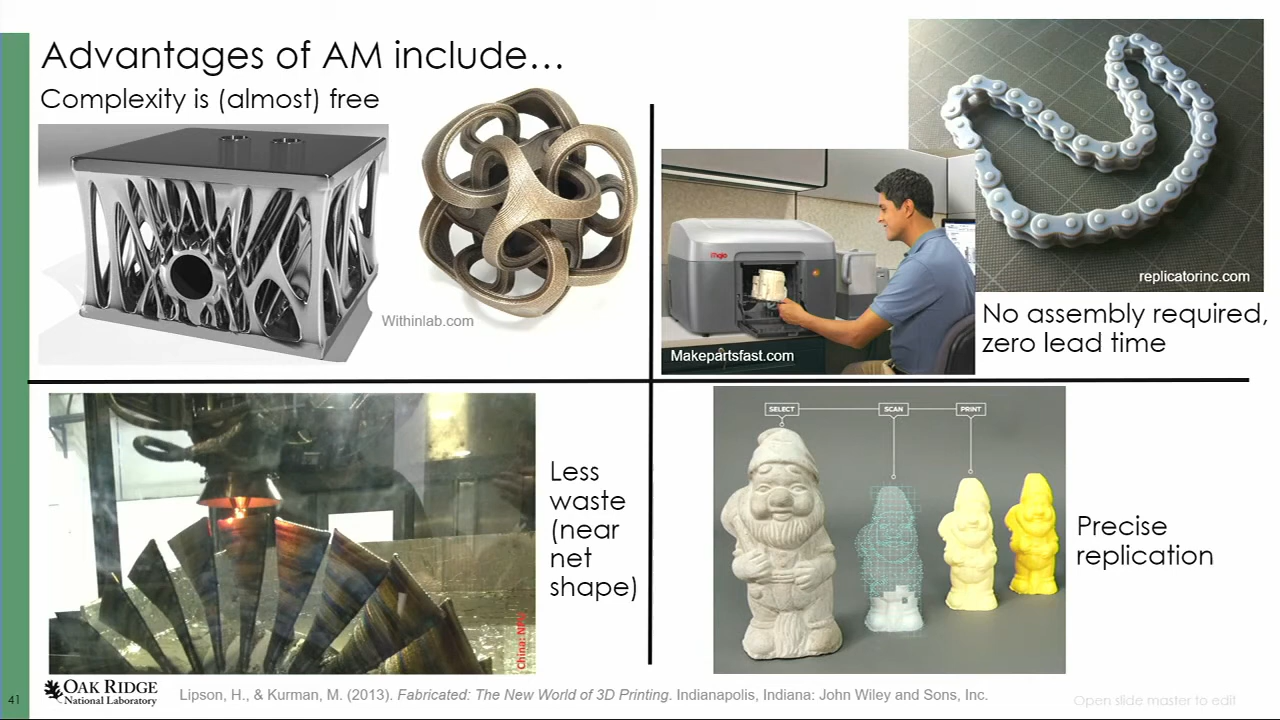 Advantages of AM include…
Complexity is (almost) free
Withinlab.com
mojo
Makepartsfast.com
replicatorinc.com
No assembly required,
zero lead time
Less
waste
(near
net
shape)
SELECT
SCAN
PRINT
Precise
replication
41
OAK RIDGE
National Laboratory
Lipson, H., & Kurman, M. (2013). Fabricated: The New World of 3D Printing. Indianapolis, Indiana: John Wiley and Sons, Inc.
Open slide master to edit